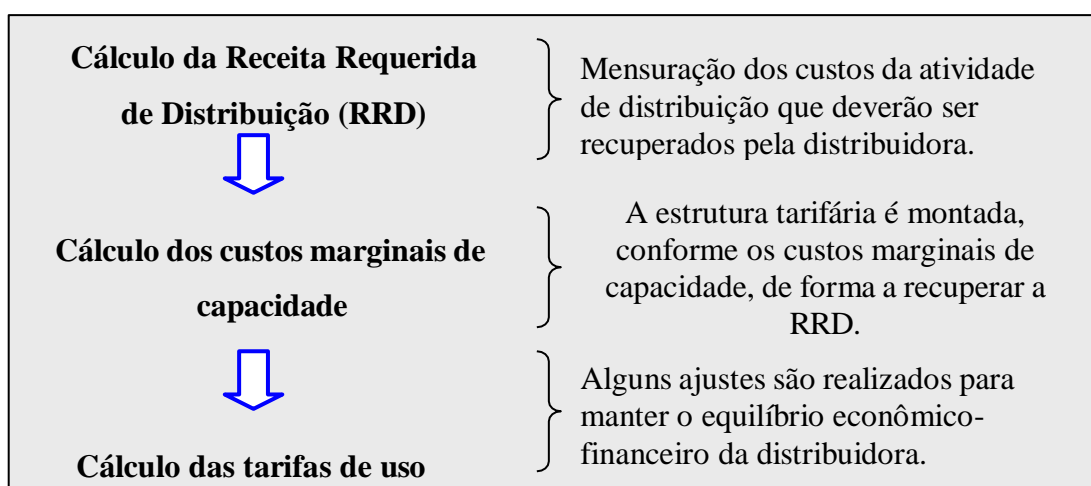 Cálculo da Receita Requerida
de Distribuição (RRD)
Mensuração dos custos da atividade
de distribuição que deverão ser
recuperados pela distribuidora.
Cálculo dos custos marginais de
capacidade
A estrutura tarifária é montada,
conforme os custos marginais de
capacidade, de forma a recuperar a
RRD.
Cálculo das tarifas de uso
Alguns ajustes são realizados para
manter o equilíbrio econômico-
financeiro da distribuidora.